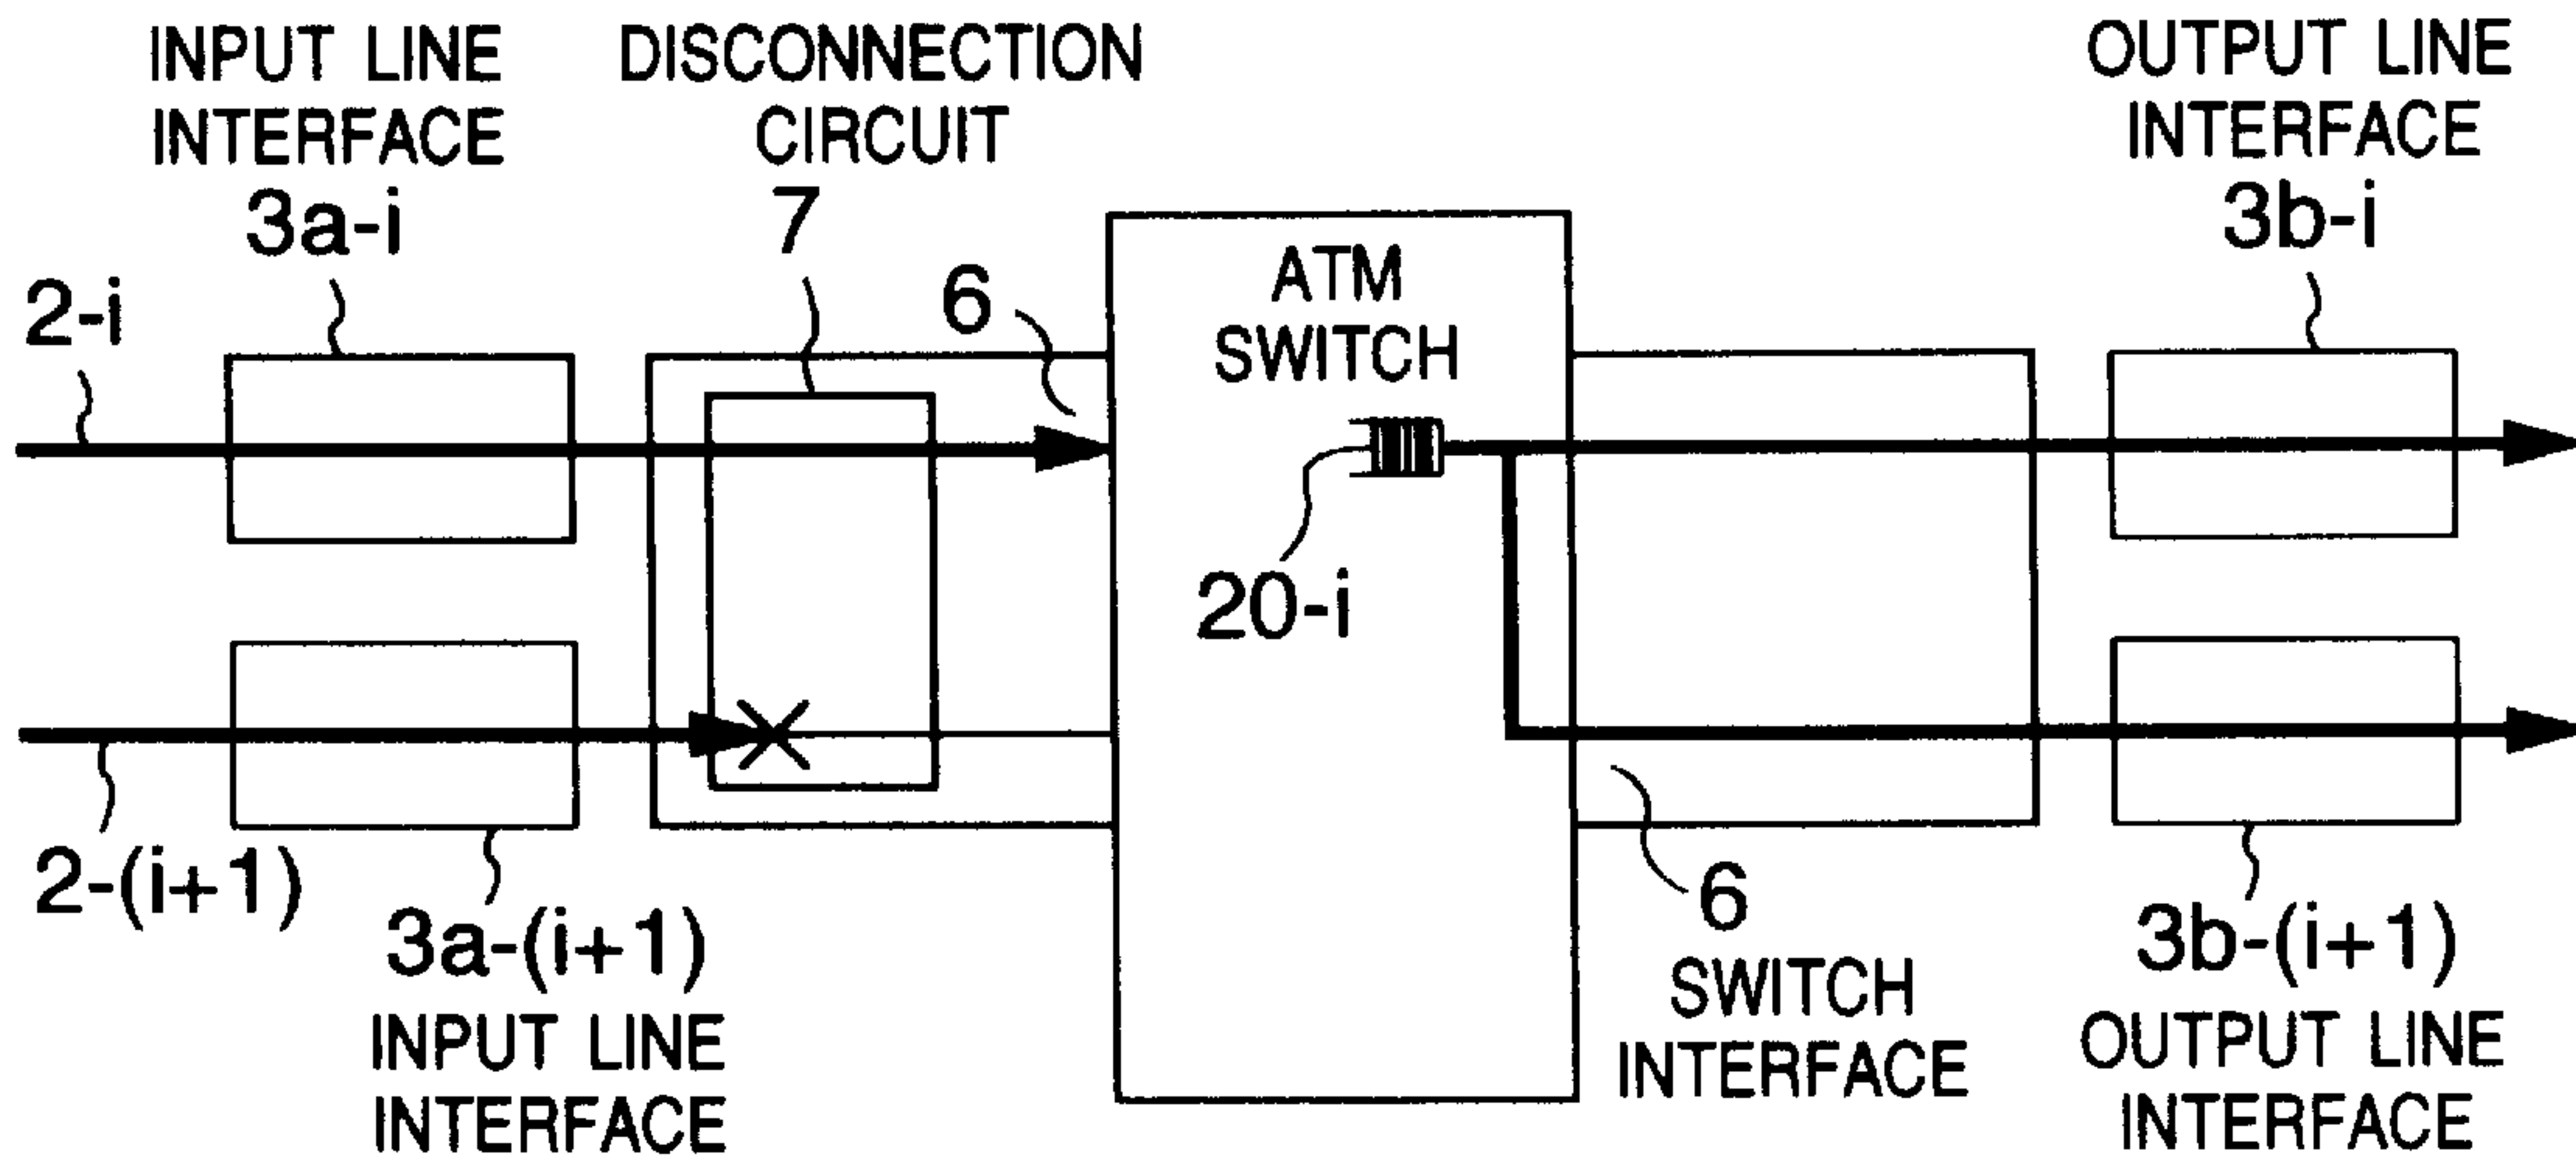 INPUT LINE
INTERFACE
3a-i
DISCONNECTION
CIRCUIT
7
OUTPUT LINE
INTERFACE
3b-i
2-i
6
ATM
SWITCH
20-i
2-(i+1)
3a-(i+1)
INPUT LINE
INTERFACE
6
SWITCH
INTERFACE
3b-(i+1)
OUTPUT LINE
INTERFACE